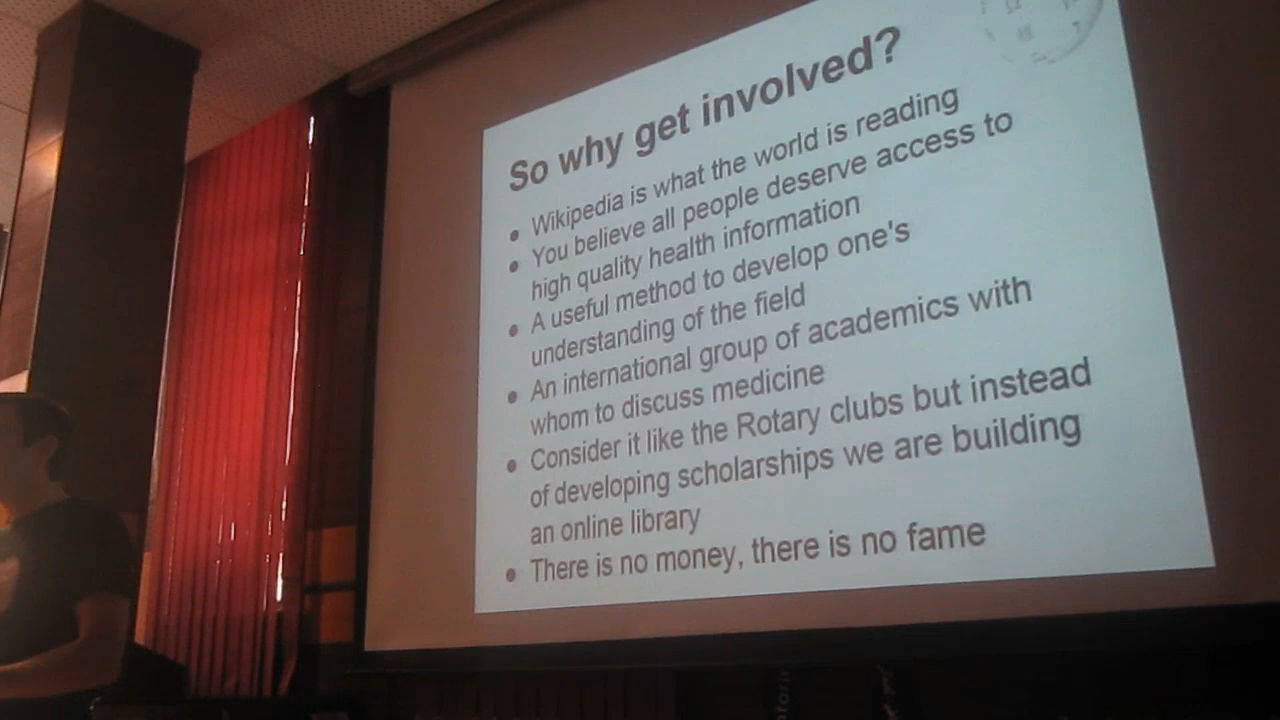 So why get involved?
• Wikipedia is what the world is reading
• You believe all people deserve access to
high quality health information
• A useful method to develop one's
understanding of the field
• An international group of academics with
whom to discuss medicine
• Consider it like the Rotary clubs but instead
of developing scholarships we are building
an online library
• There is no money, there is no fame